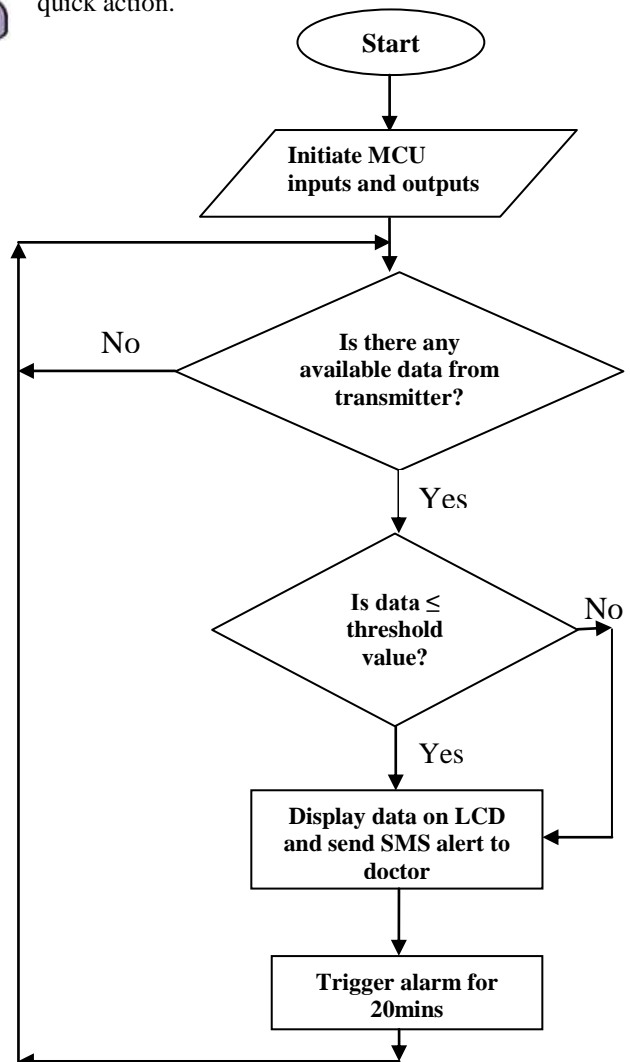 quick action.
Start
Initiate MCU
inputs and outputs
No
Is there any
available data from
transmitter?
Yes
Is data ≤
threshold
value?
No
Yes
Display data on LCD
and send SMS alert to
doctor
Trigger alarm for
20mins